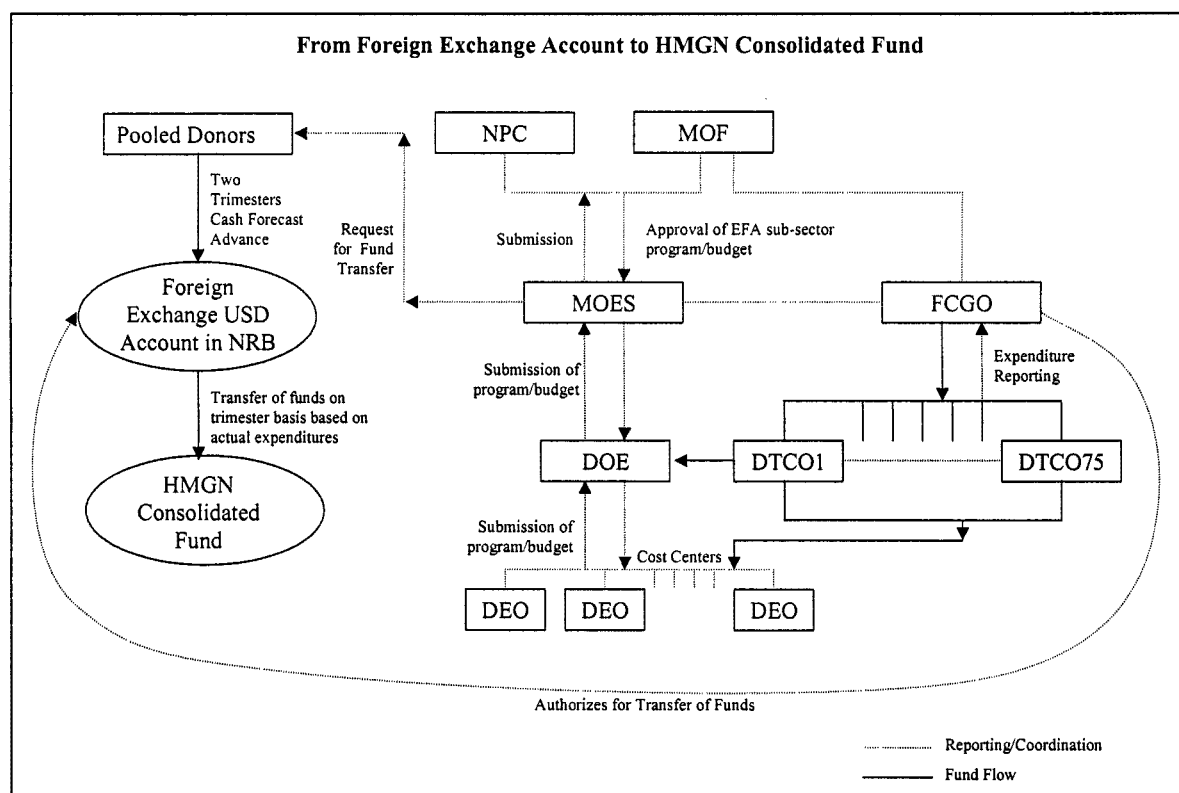 From Foreign Exchange Account to HMGN Consolidated Fund
Pooled Donors
NPC
MOF
Two
Trimesters
Cash Forecast
Advance
Request
for Fund
Transfer
Submission
Approval of EFA sub-sector
program/budget
Foreign
Exchange USD
Account in NRB
MOES
FCGO
Submission of
program/budget
Expenditure
Reporting
Transfer of funds on
trimester basis based on
actual expenditures
DOE
DTCO1
DTCO75
HMGN
Consolidated
Fund
Submission of
program/budget
Cost Centers
DEO
DEO
DEO
Authorizes for Transfer of Funds
Reporting/Coordination
Fund Flow